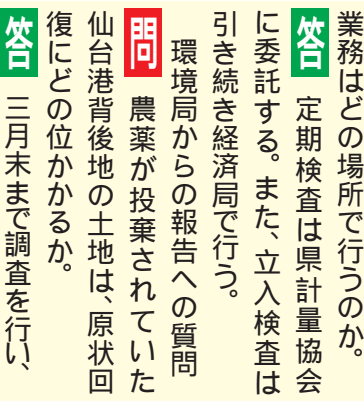 業務はどの場所で行うのか。
答 定期検査は県計量協会
に委託する。また、立入検査は
引き続き経済局で行う。
環境局からの報告への質問
問 農薬が投棄されていた
仙台港背後地の土地は、原状回
復にどの位かかるか。
答 三月末まで調査を行い、